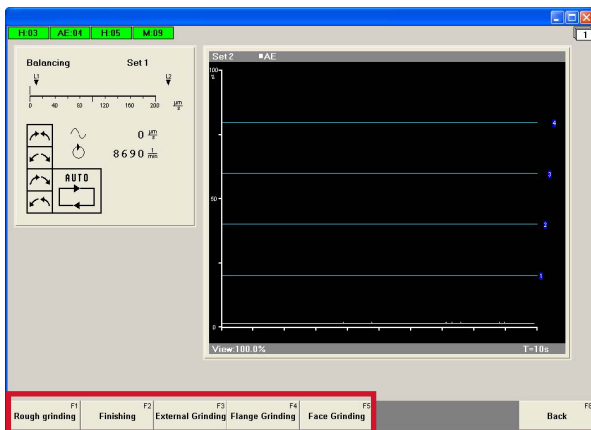 H:03 AE:04 H:05 M:09
1
Balancing Set 1
L1 L2
0 40 80 120 160 200 µm/s
0 µm/s
8690 1/min
AUTO
Set 2 AE
100
%
4
3
50
2
1
0
View:100.0% T=10s
F1 F2 F3 F4 F5 F8
Rough grinding Finishing External Grinding Flange Grinding Face Grinding Back